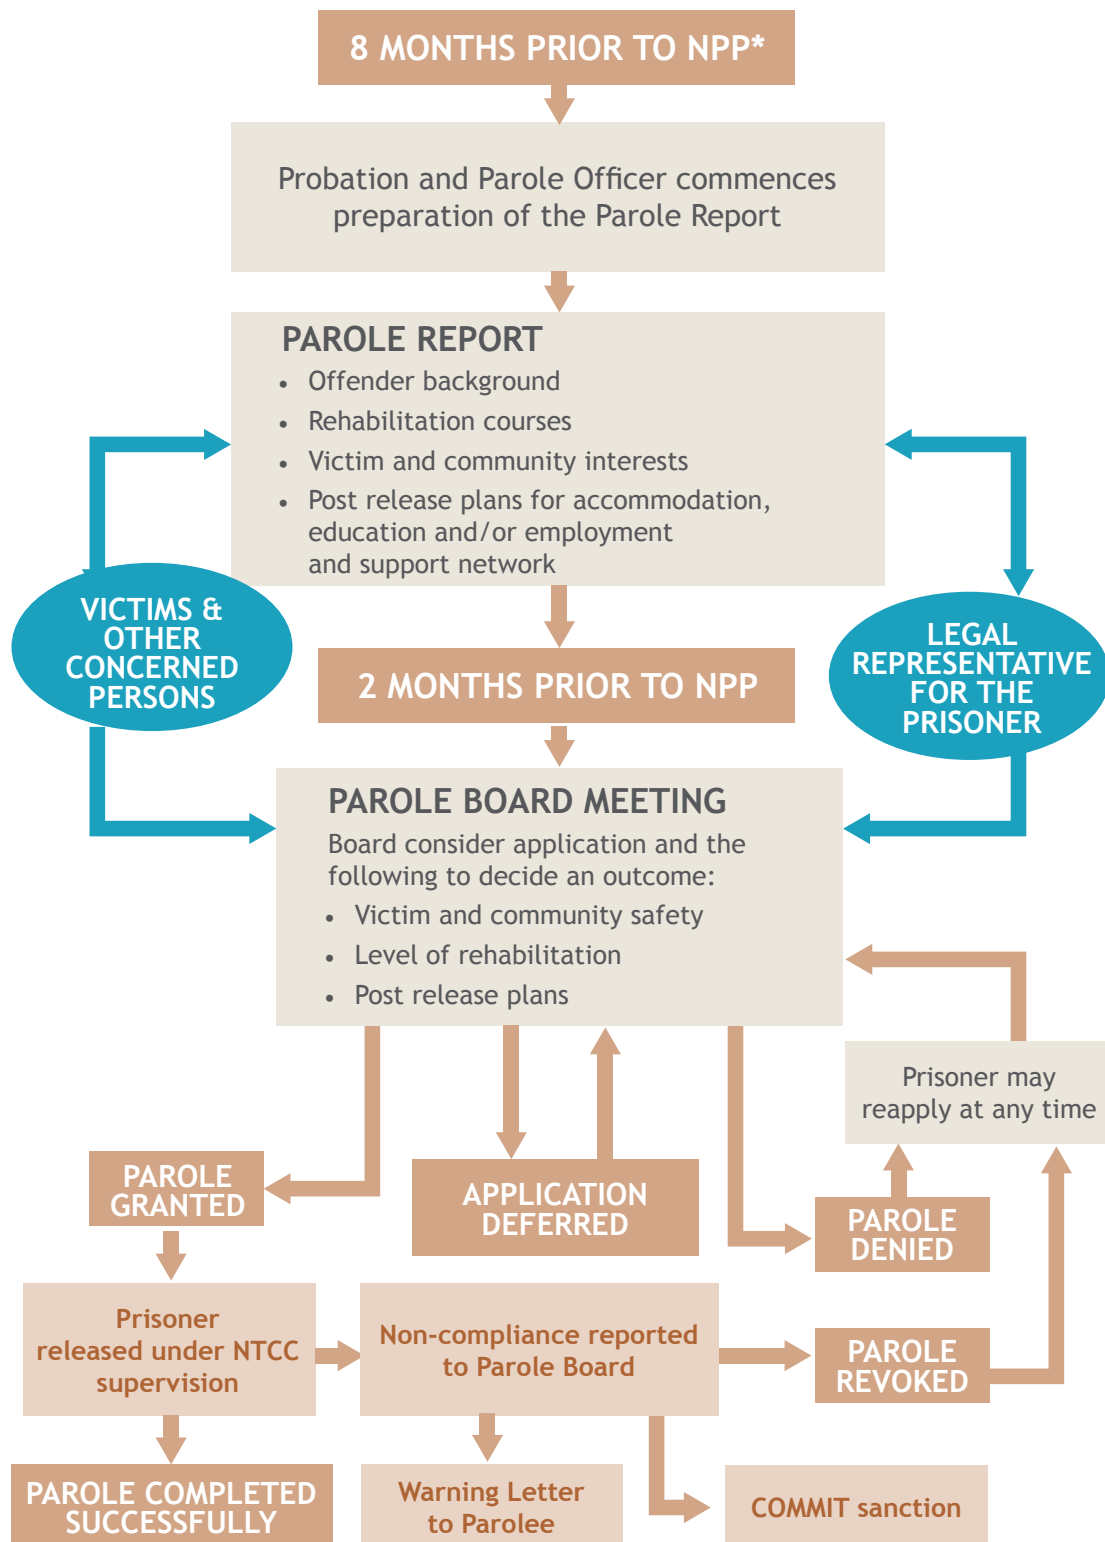 8 MONTHS PRIOR TO NPP*
Probation and Parole Officer commences
preparation of the Parole Report
PAROLE REPORT
• Offender background
• Rehabilitation courses
• Victim and community interests
• Post release plans for accommodation,
education and/or employment
and support network
VICTIMS &
OTHER
CONCERNED
PERSONS
LEGAL
REPRESENTATIVE
FOR THE
PRISONER
2 MONTHS PRIOR TO NPP
PAROLE BOARD MEETING
Board consider application and the
following to decide an outcome:
• Victim and community safety
• Level of rehabilitation
• Post release plans
Prisoner may
reapply at any time
PAROLE
GRANTED
APPLICATION
DEFERRED
PAROLE
DENIED
Prisoner
released under NTCC
supervision
Non-compliance reported
to Parole Board
PAROLE
REVOKED
PAROLE COMPLETED
SUCCESSFULLY
Warning Letter
to Parolee
COMMIT sanction